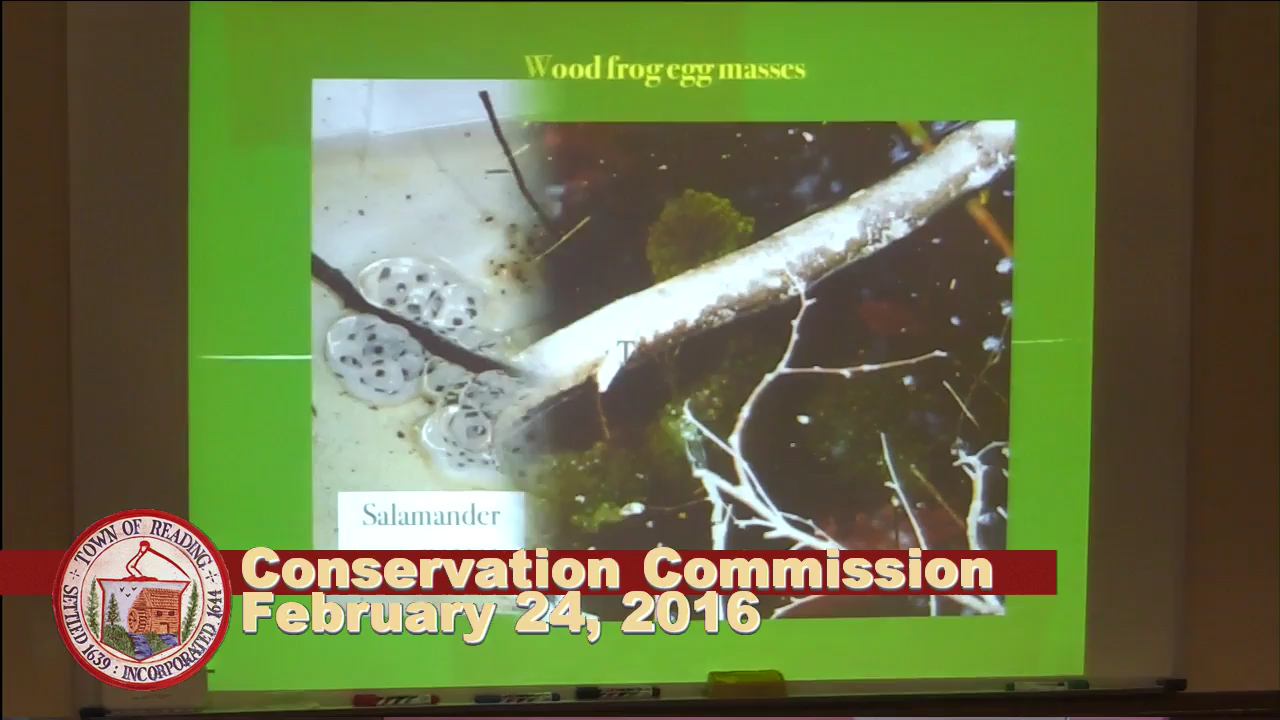 Wood frog egg masses
Salamander
TOWN OF READING
SETTLED 1639 : INCORPORATED 1644
Conservation Commission
February 24, 2016